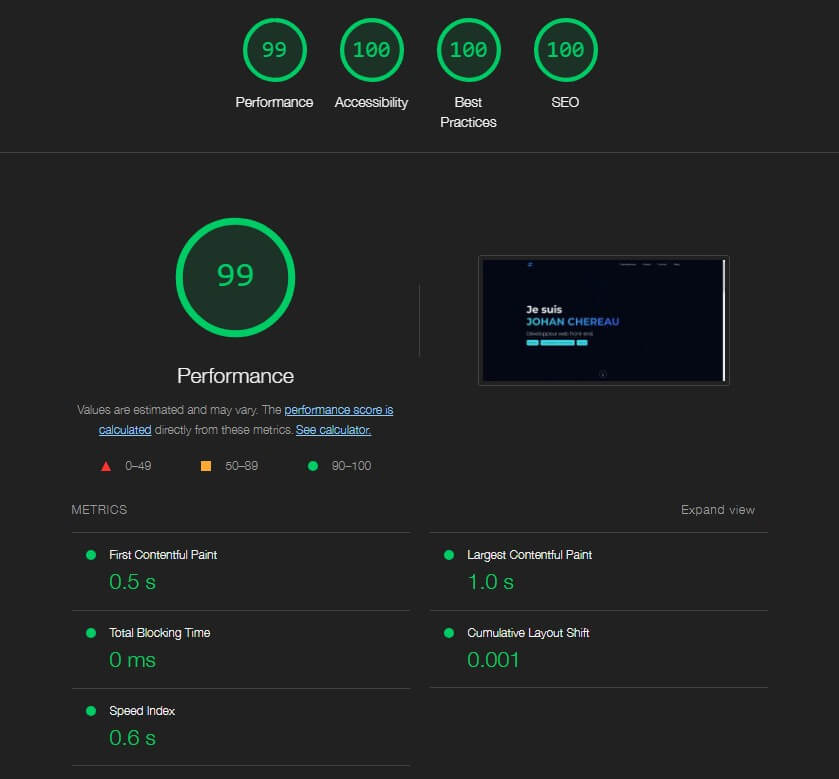 99 100 100 100
Performance Accessibility Best Practices SEO
99
Performance
Values are estimated and may vary. The performance score is
calculated directly from these metrics. See calculator.
0–49 50–89 90–100
Je suis
JOHAN CHEREAU
Développeur web front-end
METRICS Expand view
First Contentful Paint
0.5 s
Largest Contentful Paint
1.0 s
Total Blocking Time
0 ms
Cumulative Layout Shift
0.001
Speed Index
0.6 s